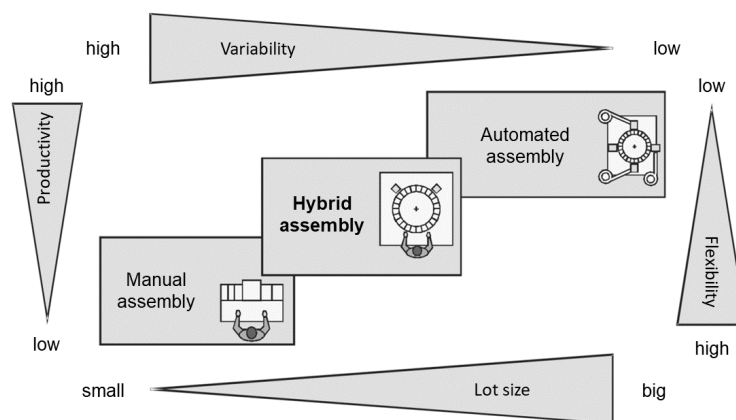 high
Variability
low
high
low
Productivity
Automated
assembly
Hybrid
assembly
Manual
assembly
Flexibility
low
high
small
Lot size
big